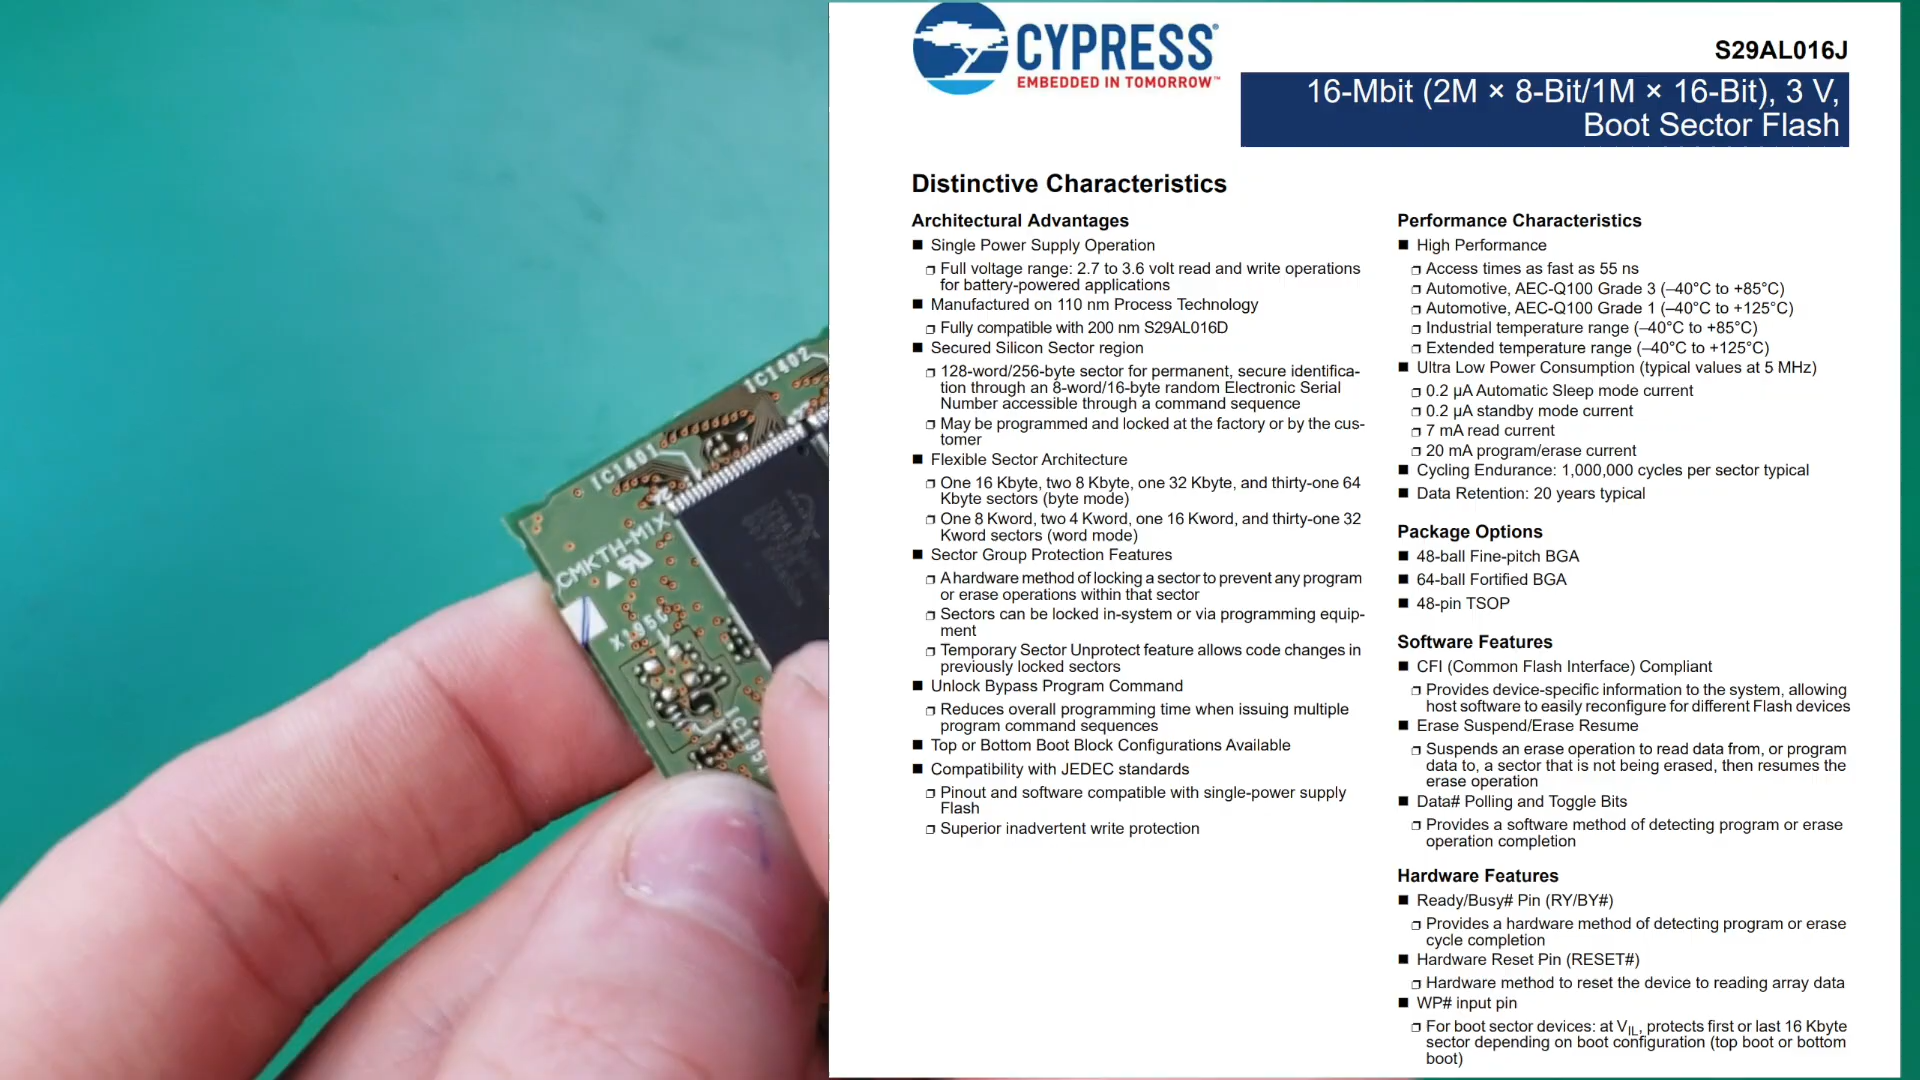 IC1402
IC1401
CMKTH-M1X
CYPRESS®
EMBEDDED IN TOMORROW™
S29AL016J
16-Mbit (2M × 8-Bit/1M × 16-Bit), 3 V,
Boot Sector Flash
Distinctive Characteristics
Architectural Advantages
■ Single Power Supply Operation
❐ Full voltage range: 2.7 to 3.6 volt read and write operations
for battery-powered applications
■ Manufactured on 110 nm Process Technology
❐ Fully compatible with 200 nm S29AL016D
■ Secured Silicon Sector region
❐ 128-word/256-byte sector for permanent, secure identifica-
tion through an 8-word/16-byte random Electronic Serial
Number accessible through a command sequence
❐ May be programmed and locked at the factory or by the cus-
tomer
■ Flexible Sector Architecture
❐ One 16 Kbyte, two 8 Kbyte, one 32 Kbyte, and thirty-one 64
Kbyte sectors (byte mode)
❐ One 8 Kword, two 4 Kword, one 16 Kword, and thirty-one 32
Kword sectors (word mode)
■ Sector Group Protection Features
❐ A hardware method of locking a sector to prevent any program
or erase operations within that sector
❐ Sectors can be locked in-system or via programming equip-
ment
❐ Temporary Sector Unprotect feature allows code changes in
previously locked sectors
■ Unlock Bypass Program Command
❐ Reduces overall programming time when issuing multiple
program command sequences
■ Top or Bottom Boot Block Configurations Available
■ Compatibility with JEDEC standards
❐ Pinout and software compatible with single-power supply
Flash
❐ Superior inadvertent write protection
Performance Characteristics
■ High Performance
❐ Access times as fast as 55 ns
❐ Automotive, AEC-Q100 Grade 3 (–40°C to +85°C)
❐ Automotive, AEC-Q100 Grade 1 (–40°C to +125°C)
❐ Industrial temperature range (–40°C to +85°C)
❐ Extended temperature range (–40°C to +125°C)
■ Ultra Low Power Consumption (typical values at 5 MHz)
❐ 0.2 µA Automatic Sleep mode current
❐ 0.2 µA standby mode current
❐ 7 mA read current
❐ 20 mA program/erase current
■ Cycling Endurance: 1,000,000 cycles per sector typical
■ Data Retention: 20 years typical
Package Options
■ 48-ball Fine-pitch BGA
■ 64-ball Fortified BGA
■ 48-pin TSOP
Software Features
■ CFI (Common Flash Interface) Compliant
❐ Provides device-specific information to the system, allowing
host software to easily reconfigure for different Flash devices
■ Erase Suspend/Erase Resume
❐ Suspends an erase operation to read data from, or program
data to, a sector that is not being erased, then resumes the
erase operation
■ Data# Polling and Toggle Bits
❐ Provides a software method of detecting program or erase
operation completion
Hardware Features
■ Ready/Busy# Pin (RY/BY#)
❐ Provides a hardware method of detecting program or erase
cycle completion
■ Hardware Reset Pin (RESET#)
❐ Hardware method to reset the device to reading array data
■ WP# input pin
❐ For boot sector devices: at VIL, protects first or last 16 Kbyte
sector depending on boot configuration (top boot or bottom
boot)